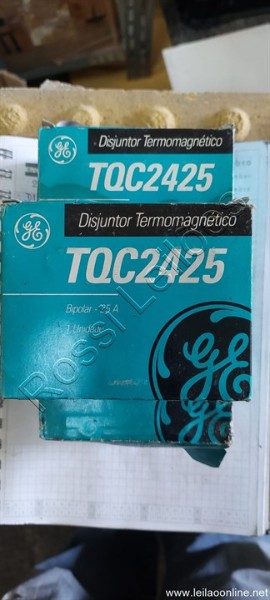 GE
Disjuntor Termomagnético
TQC2425
GE
Disjuntor Termomagnético
TQC2425
Bipolar - 25 A
1 Unidade
GE
Rossi Leilões
www.leilaoonline.net